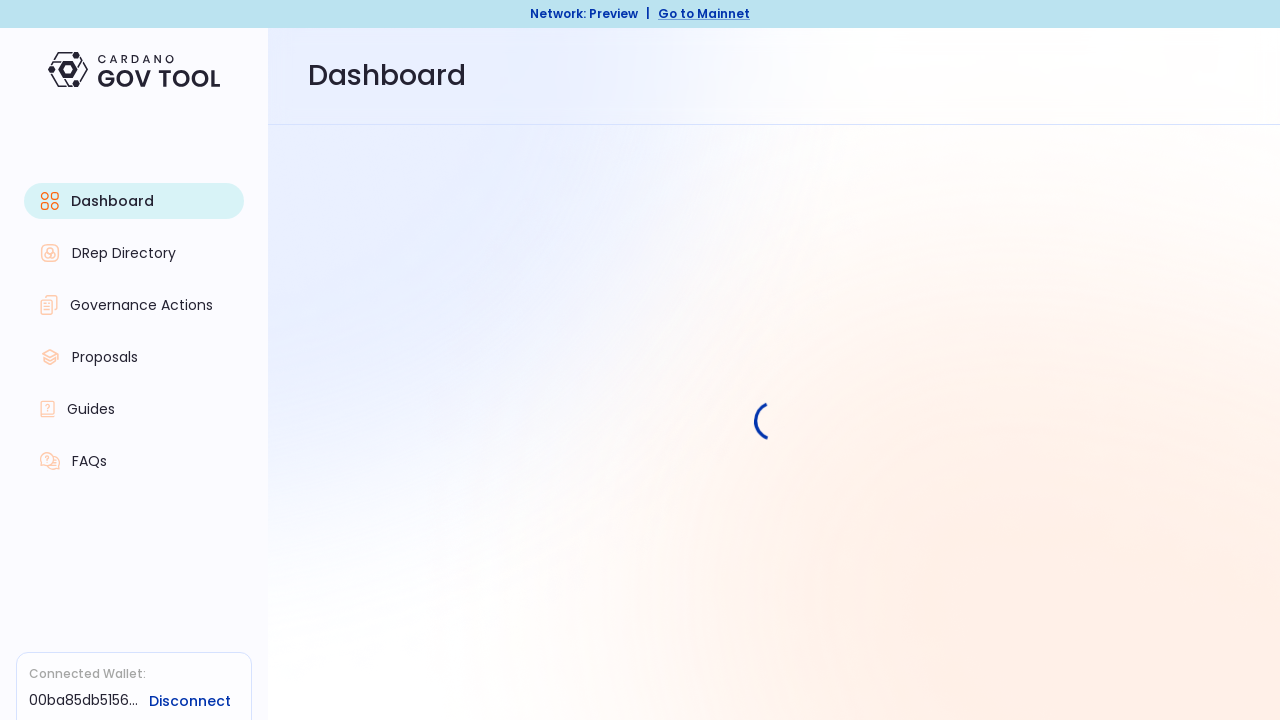 Network: Preview | Go to Mainnet
CARDANO
GOV TOOL
Dashboard
Dashboard
DRep Directory
Governance Actions
Proposals
Guides
FAQs
Connected Wallet:
00ba85db5156... Disconnect